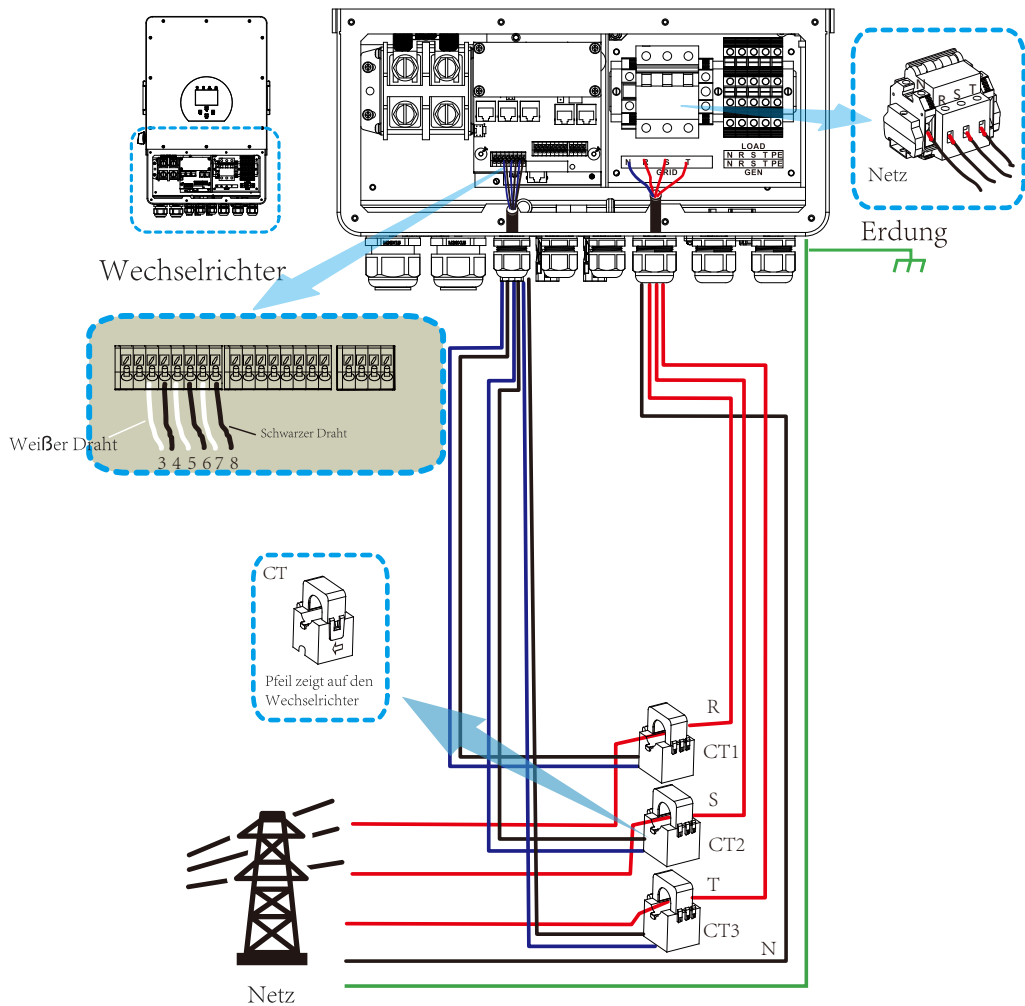 LOAD
N R S T PE
N R S T PE
GEN
N R S T
GRID
R S T
Netz
Erdung
Wechselrichter
Weißer Draht
Schwarzer Draht
3 4 5 6 7 8
CT
Pfeil zeigt auf den
Wechselrichter
R
CT1
S
CT2
T
CT3
N
Netz